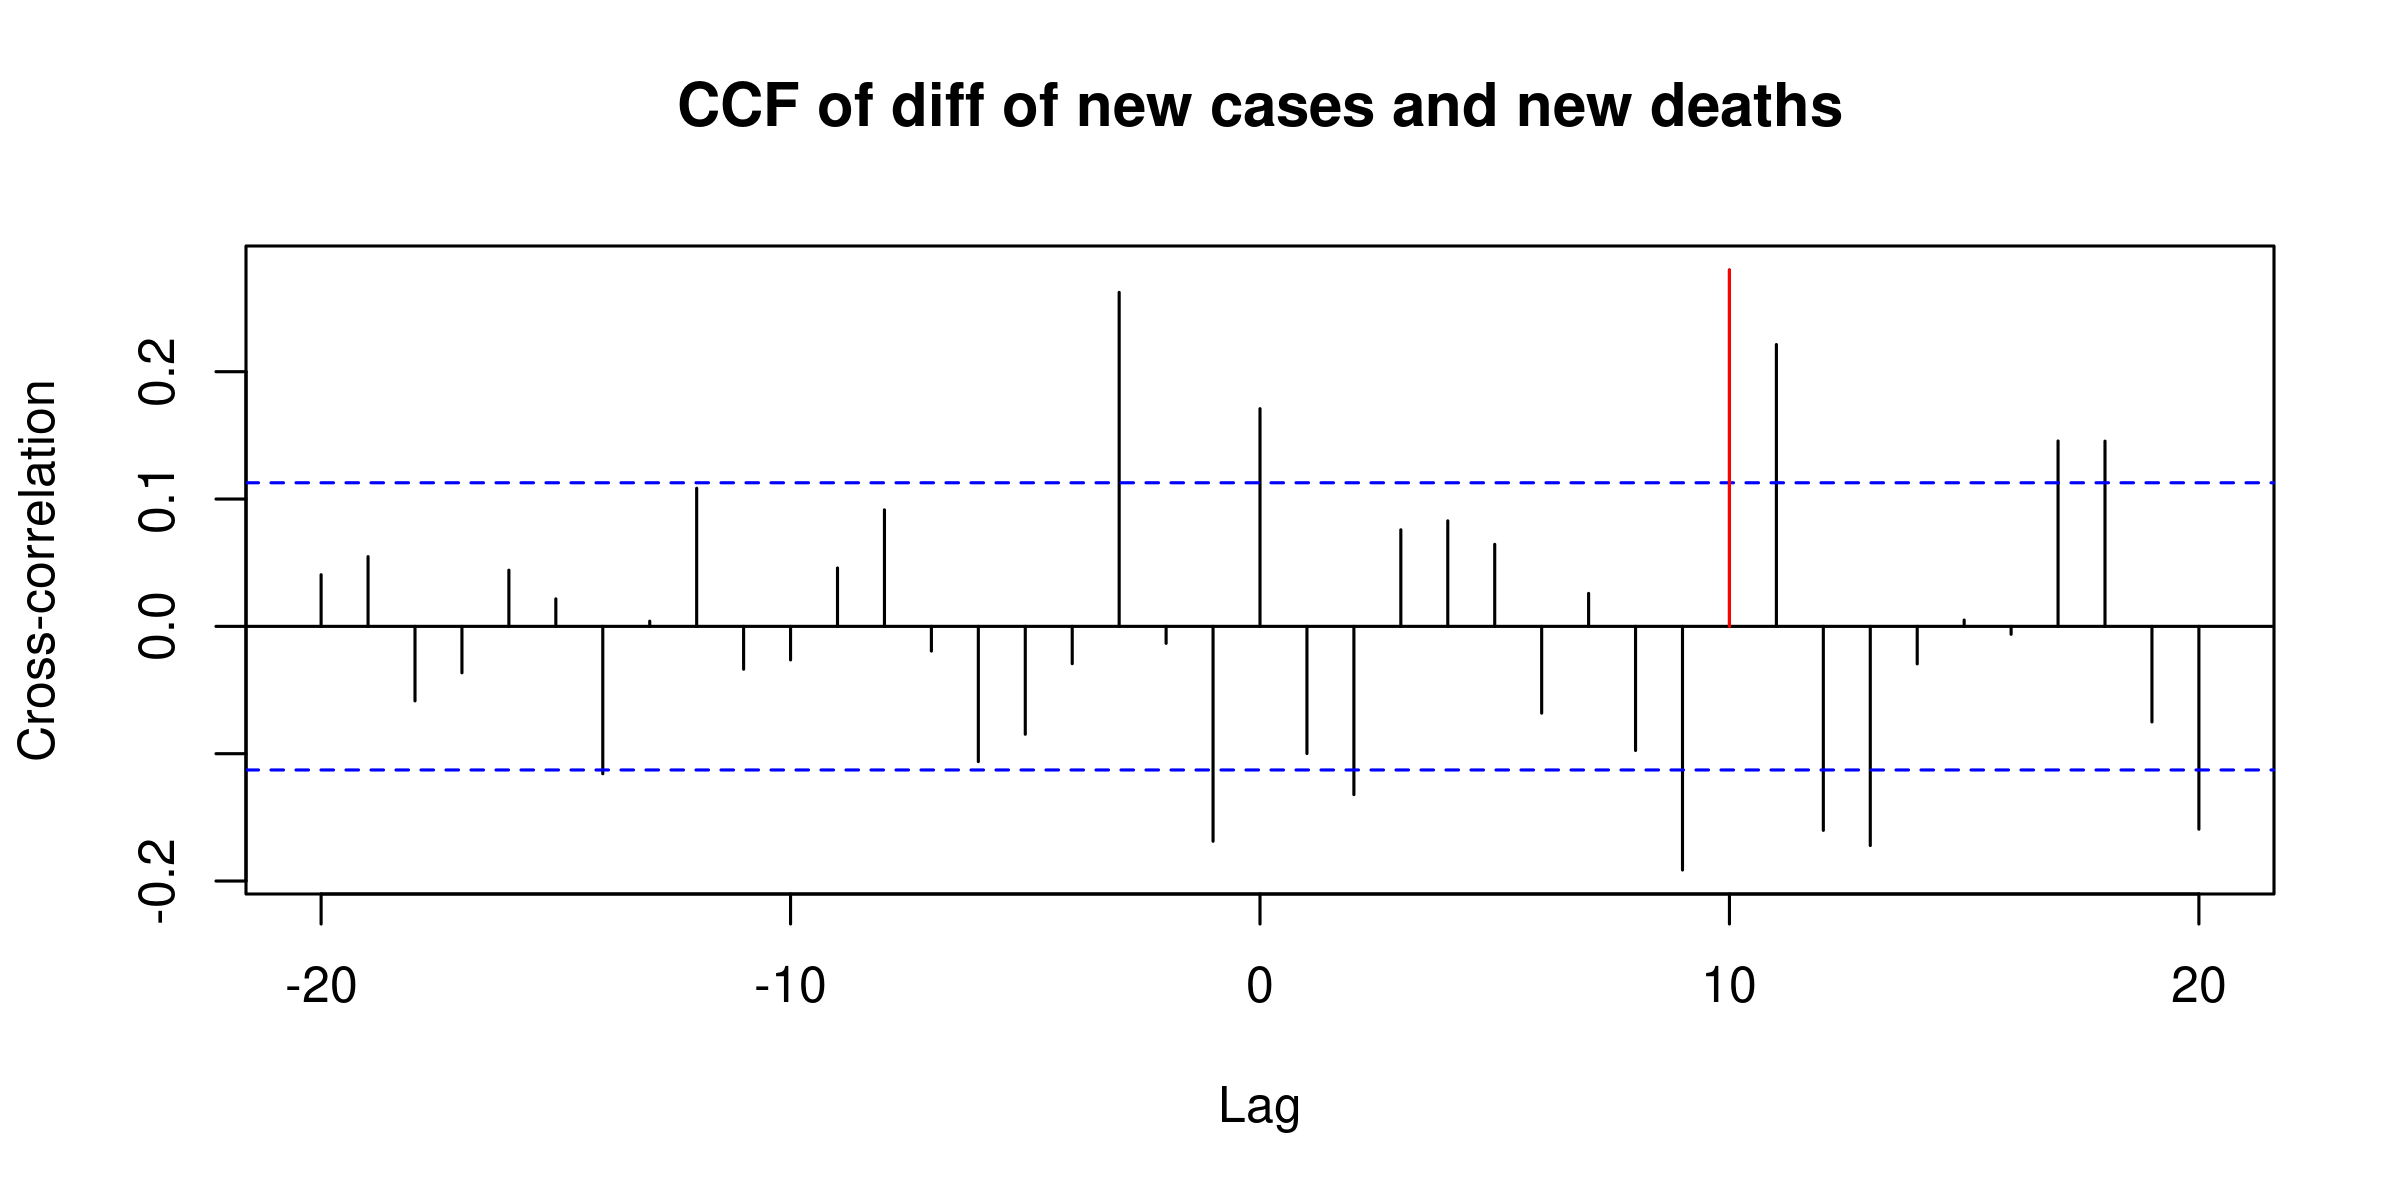 CCF of diff of new cases and new deaths
Cross-correlation
0.2
0.1
0.0
-0.2
-20 -10 0 10 20
Lag